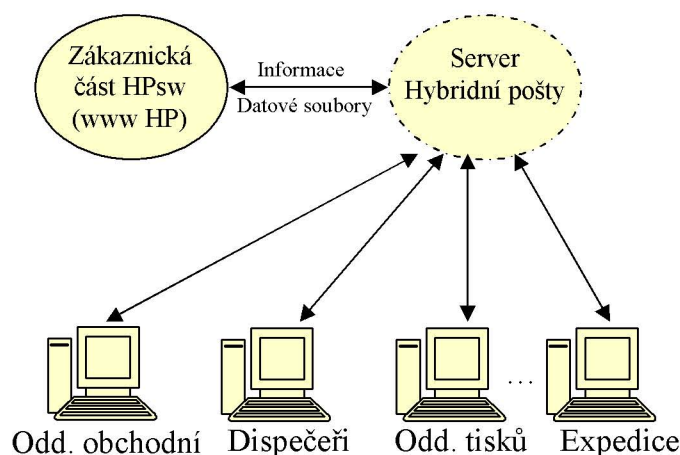 Zákaznická
část HPsw
(www HP)
Informace
Datové soubory
Server
Hybridní pošty
...
Odd. obchodní
Dispečeři
Odd. tisků
Expedice